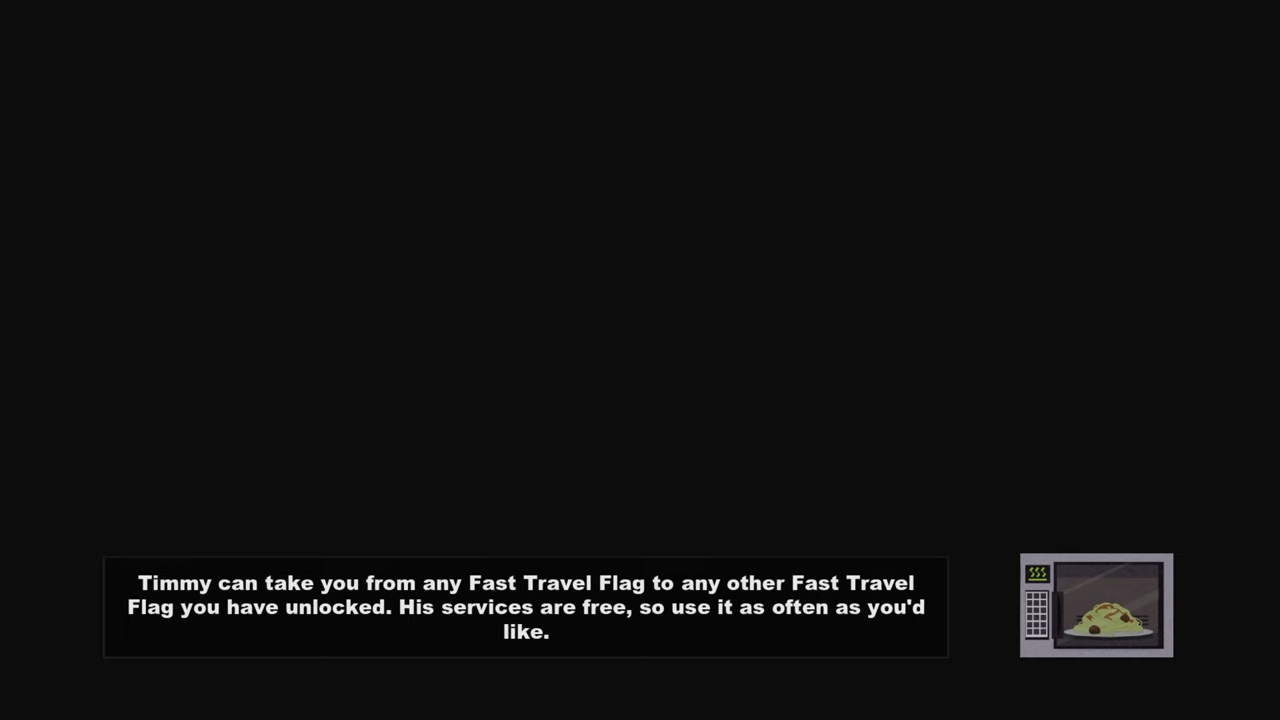 Timmy can take you from any Fast Travel Flag to any other Fast Travel
Flag you have unlocked. His services are free, so use it as often as you'd
like.